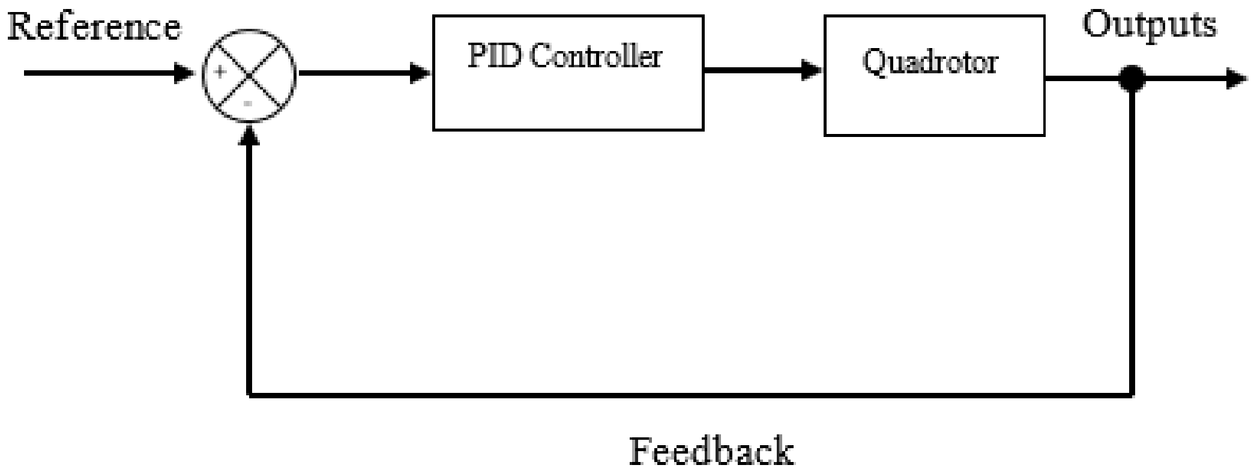 Reference
Outputs
PID Controller
Quadrotor
+
-
Feedback